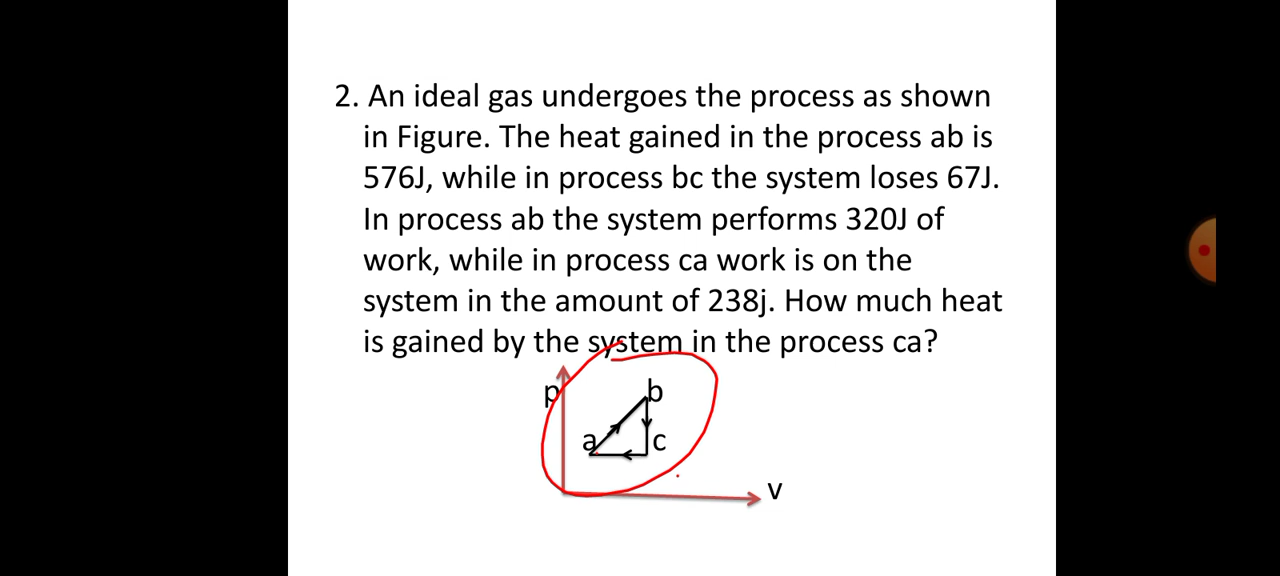 2. An ideal gas undergoes the process as shown
in Figure. The heat gained in the process ab is
576J, while in process bc the system loses 67J.
In process ab the system performs 320J of
work, while in process ca work is on the
system in the amount of 238j. How much heat
is gained by the system in the process ca?
p
b
a
c
v